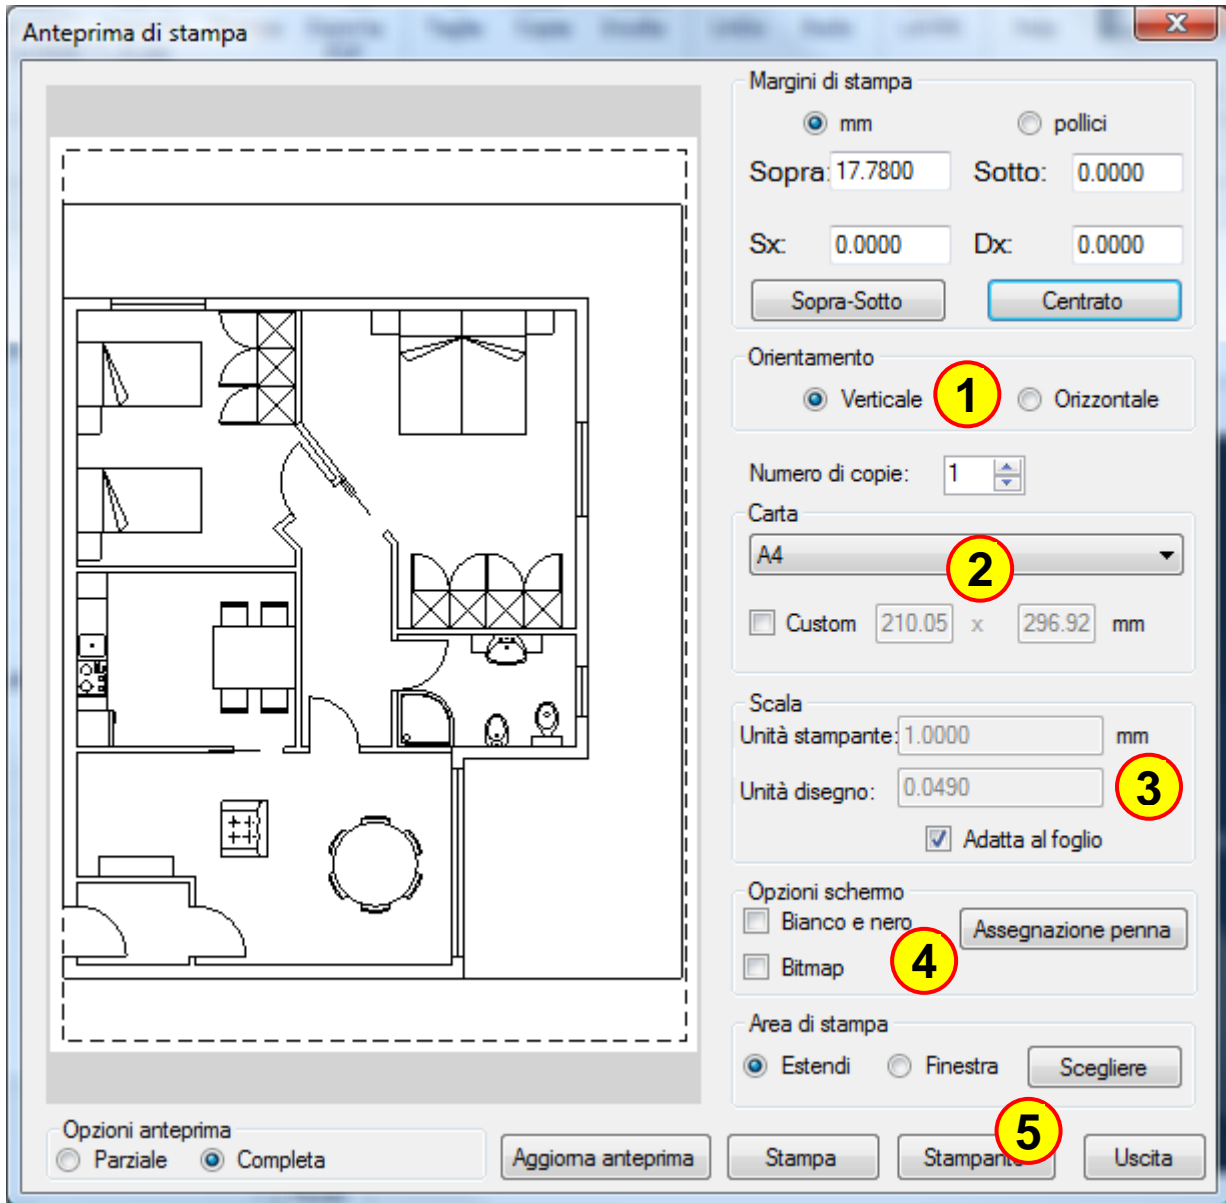 Anteprima di stampa
X
Margini di stampa
mm
pollici
Sopra: 17.7800
Sotto: 0.0000
Sx: 0.0000
Dx: 0.0000
Sopra-Sotto
Centrato
Orientamento
Verticale
1
Orizzontale
Numero di copie: 1
Carta
A4
2
Custom 210.05 x 296.92 mm
Scala
Unità stampante: 1.0000 mm
Unità disegno: 0.0490
3
Adatta al foglio
Opzioni schermo
Bianco e nero
Assegnazione penna
4
Bitmap
Area di stampa
Estendi
Finestra
Scegliere
5
Opzioni anteprima
Parziale
Completa
Aggiorna anteprima
Stampa
Stampante
Uscita